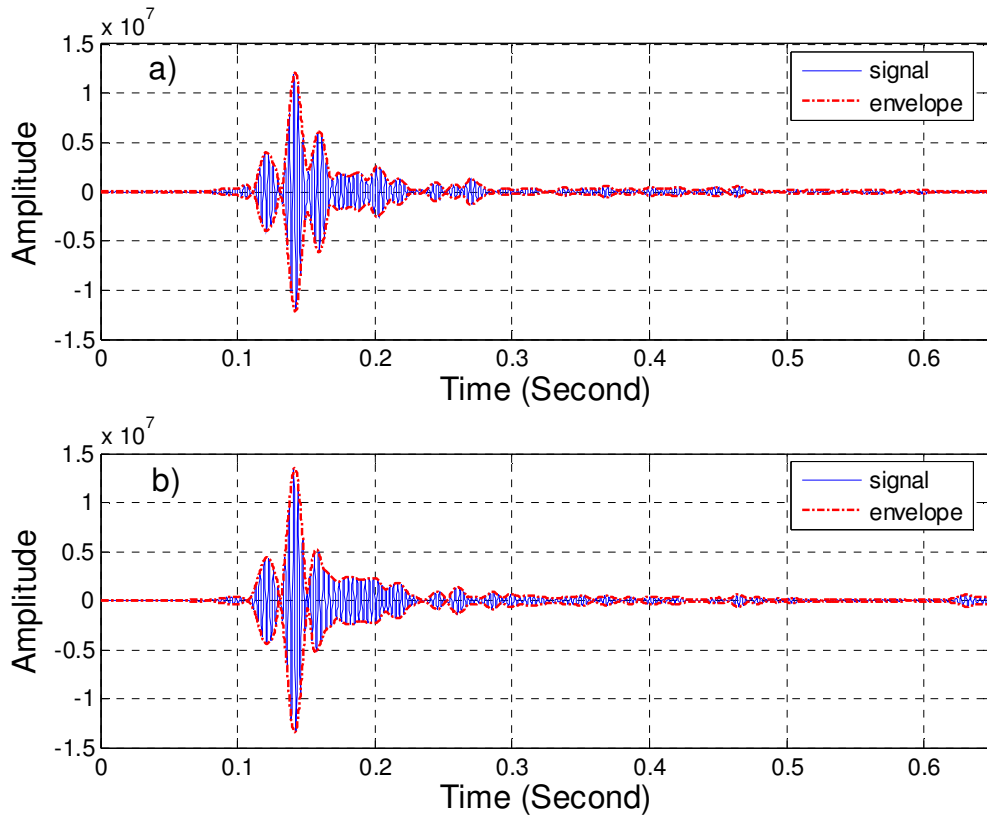 x 10^7
1.5
a)
signal
1
envelope
0.5
0
-0.5
-1
-1.5
0 0.1 0.2 0.3 0.4 0.5 0.6
Amplitude
Time (Second)
x 10^7
1.5
b)
signal
1
envelope
0.5
0
-0.5
-1
-1.5
0 0.1 0.2 0.3 0.4 0.5 0.6
Amplitude
Time (Second)